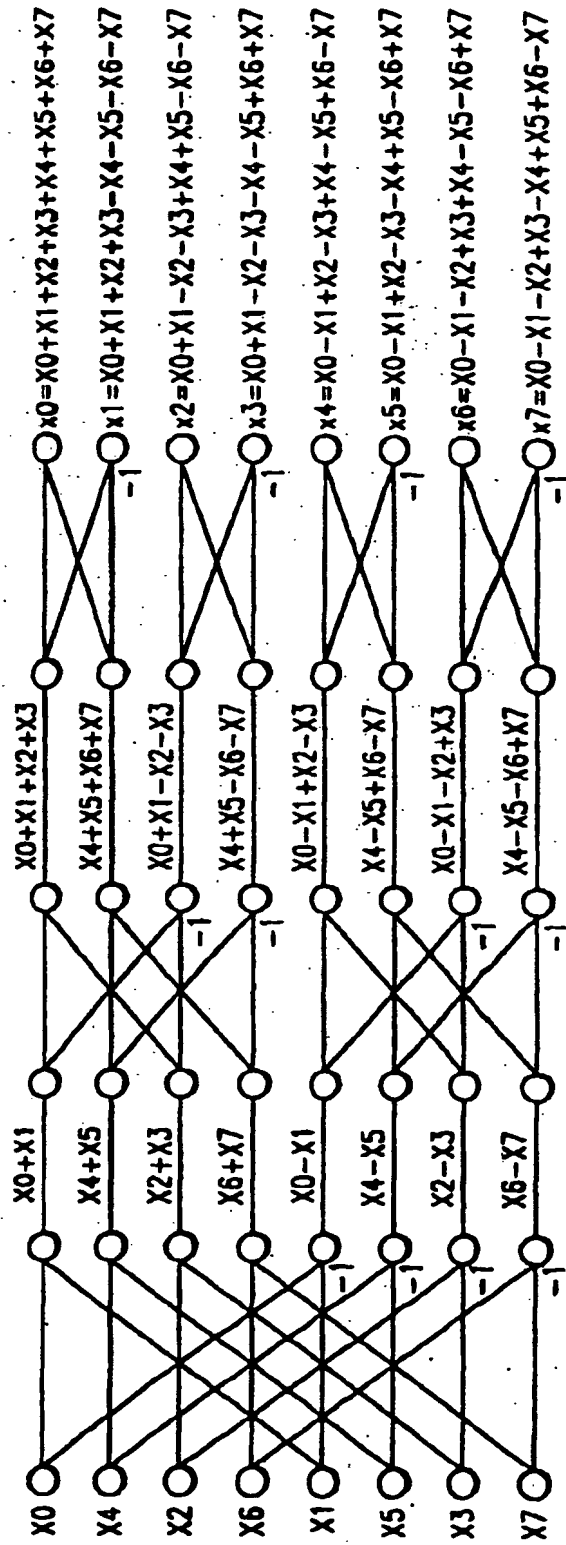 X0 X0+X1 X0+X1+X2+X3 x0=X0+X1+X2+X3+X4+X5+X6+X7
X4 X4+X5 X4+X5+X6+X7 x1=X0+X1+X2+X3-X4-X5-X6-X7
-1
X2 X2+X3 X0+X1-X2-X3 x2=X0+X1-X2-X3+X4+X5-X6-X7
-1
X6 X6+X7 X4+X5-X6-X7 x3=X0+X1-X2-X3-X4-X5+X6+X7
-1 -1
X1 X0-X1 X0-X1+X2-X3 x4=X0-X1+X2-X3+X4-X5+X6-X7
-1
X5 X4-X5 X4-X5+X6-X7 x5=X0-X1+X2-X3-X4+X5-X6+X7
-1 -1
X3 X2-X3 X0-X1-X2+X3 x6=X0-X1-X2+X3+X4-X5-X6+X7
-1 -1
X7 X6-X7 X4-X5-X6+X7 x7=X0-X1-X2+X3-X4+X5+X6-X7
-1 -1 -1